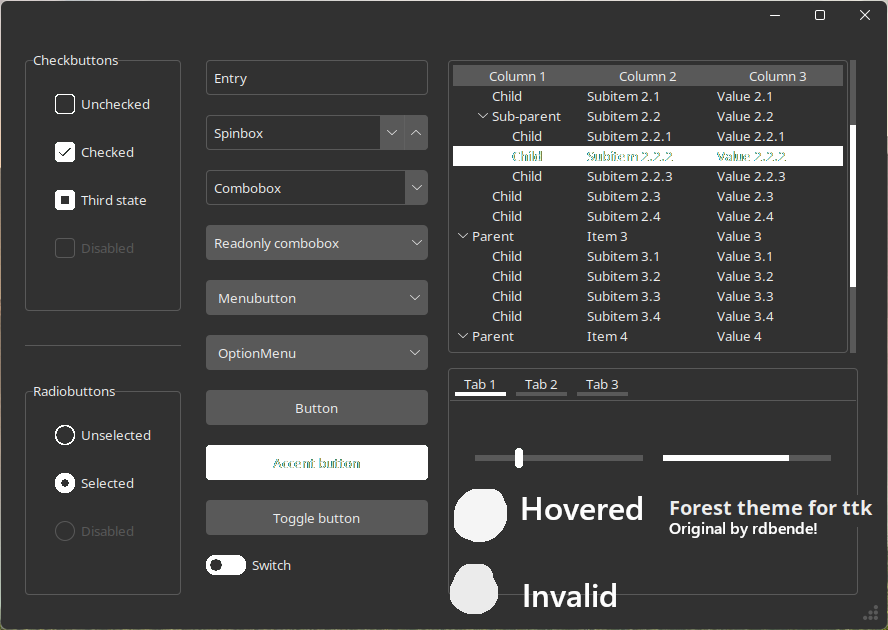 Checkbuttons
Unchecked
Checked
Third state
Disabled
Radiobuttons
Unselected
Selected
Disabled
Entry
Spinbox
Combobox
Readonly combobox
Menubutton
OptionMenu
Button
Accent button
Toggle button
Switch
Column 1 Column 2 Column 3
Child Subitem 2.1 Value 2.1
Sub-parent Subitem 2.2 Value 2.2
Child Subitem 2.2.1 Value 2.2.1
Child Subitem 2.2.2 Value 2.2.2
Child Subitem 2.2.3 Value 2.2.3
Child Subitem 2.3 Value 2.3
Child Subitem 2.4 Value 2.4
Parent Item 3 Value 3
Child Subitem 3.1 Value 3.1
Child Subitem 3.2 Value 3.2
Child Subitem 3.3 Value 3.3
Child Subitem 3.4 Value 3.4
Parent Item 4 Value 4
Tab 1 Tab 2 Tab 3
Hovered
Forest theme for ttk
Original by rdbende!
Invalid